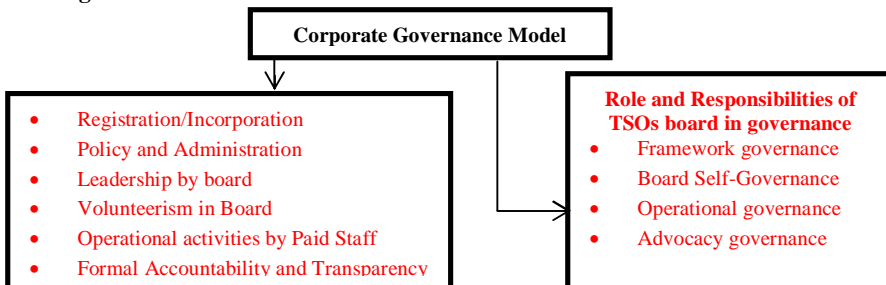 Corporate Governance Model
• Registration/Incorporation
• Policy and Administration
• Leadership by board
• Volunteerism in Board
• Operational activities by Paid Staff
• Formal Accountability and Transparency
Role and Responsibilities of
TSOs board in governance
• Framework governance
• Board Self-Governance
• Operational governance
• Advocacy governance